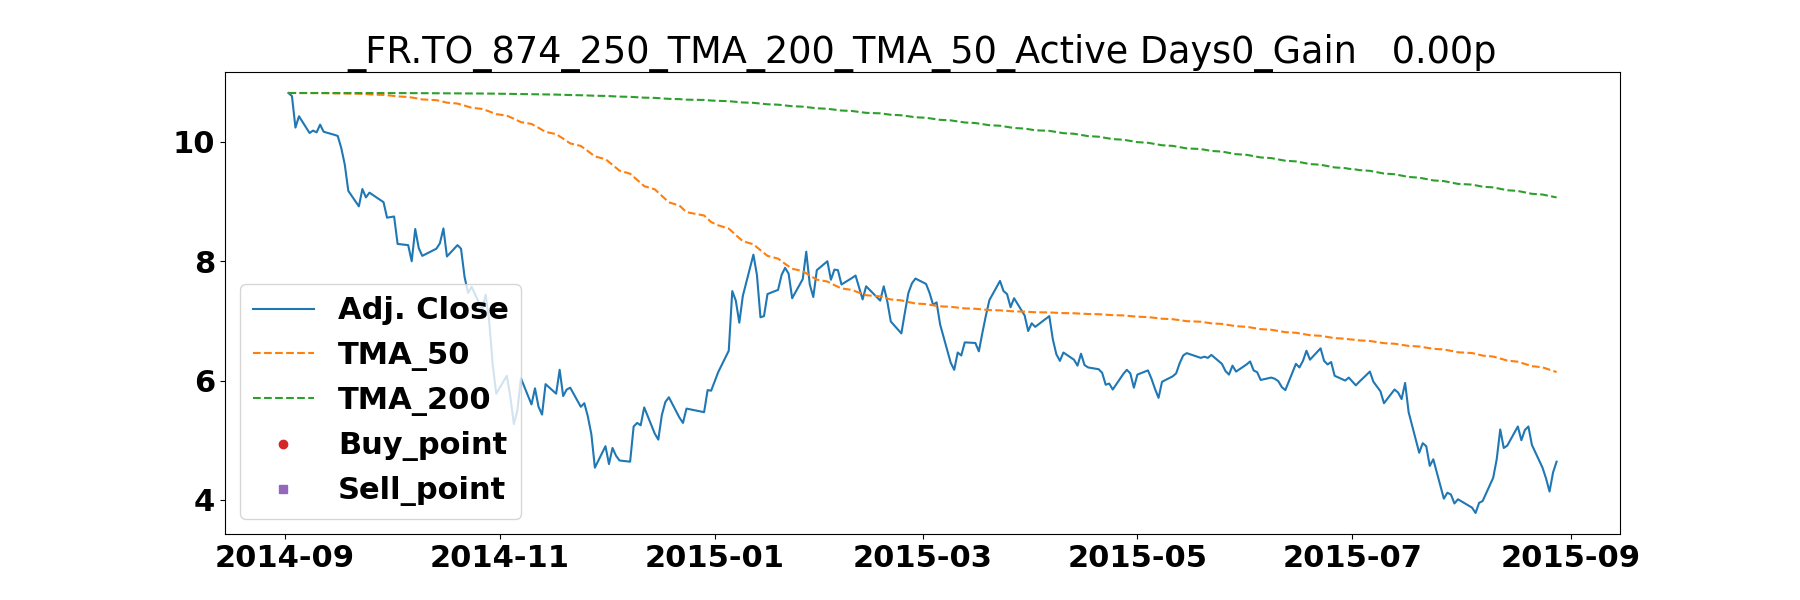 _FR.TO_874_250_TMA_200_TMA_50_Active Days0_Gain   0.00p
10
8
6
4
Adj. Close
TMA_50
TMA_200
Buy_point
Sell_point
2014-09 2014-11 2015-01 2015-03 2015-05 2015-07 2015-09